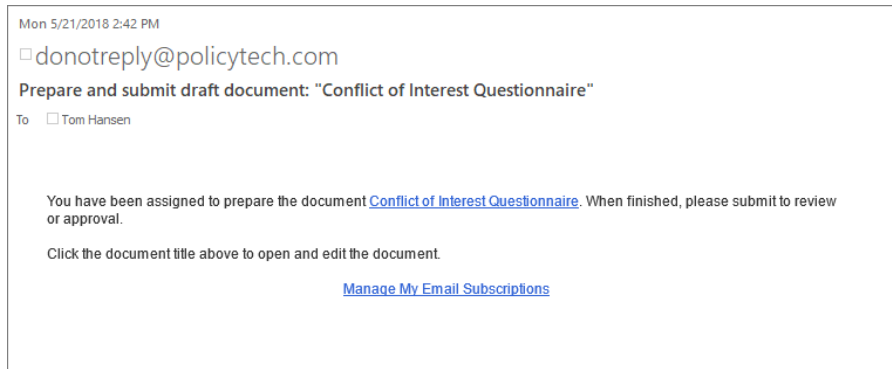 Mon 5/21/2018 2:42 PM
donotreply@policytech.com
Prepare and submit draft document: "Conflict of Interest Questionnaire"
To Tom Hansen
You have been assigned to prepare the document Conflict of Interest Questionnaire. When finished, please submit to review
or approval.
Click the document title above to open and edit the document.
Manage My Email Subscriptions